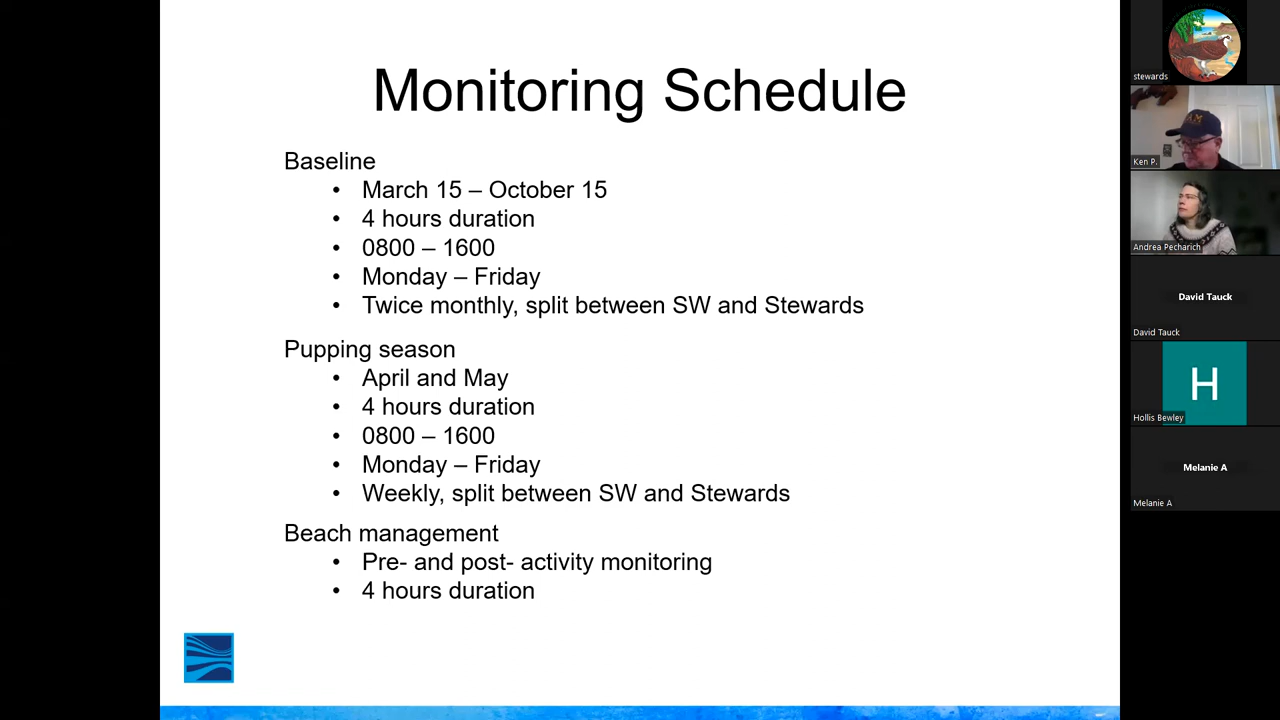 Monitoring Schedule
Baseline
• March 15 – October 15
• 4 hours duration
• 0800 – 1600
• Monday – Friday
• Twice monthly, split between SW and Stewards
Pupping season
• April and May
• 4 hours duration
• 0800 – 1600
• Monday – Friday
• Weekly, split between SW and Stewards
Beach management
• Pre- and post- activity monitoring
• 4 hours duration
stewards
Ken P.
Andrea Pecharich
David Tauck
David Tauck
H
Hollis Bewley
Melanie A
Melanie A